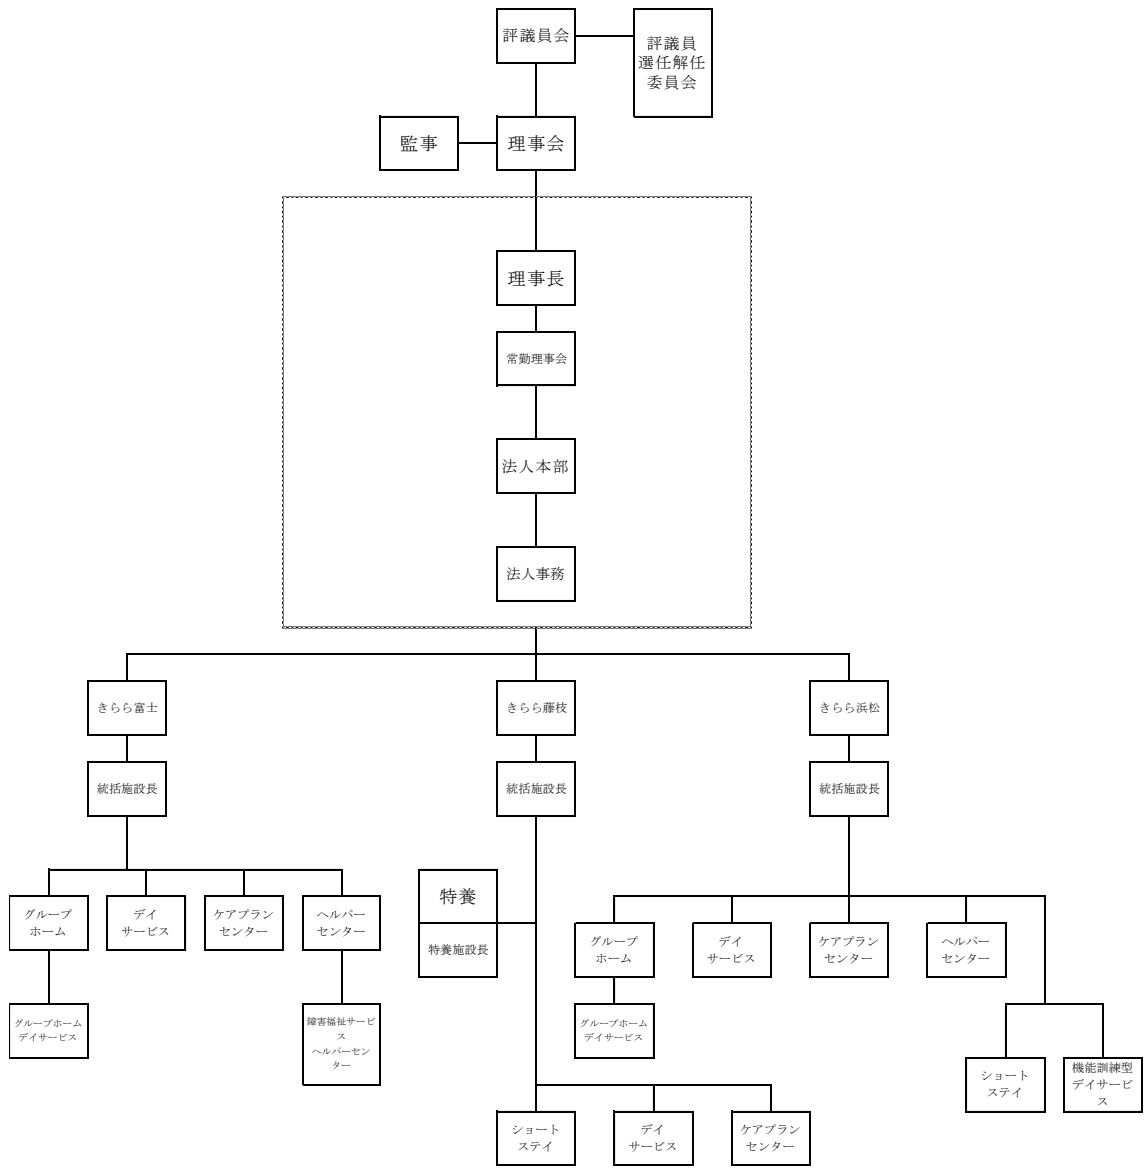 評議員会
評議員
選任解任
委員会
監事
理事会
理事長
常勤理事会
法人本部
法人事務
きらら富士
きらら藤枝
きらら浜松
統括施設長
統括施設長
統括施設長
グループ
ホーム
デイ
サービス
ケアプラン
センター
ヘルパー
センター
特養
特養施設長
グループ
ホーム
デイ
サービス
ケアプラン
センター
ヘルパー
センター
グループホーム
デイサービス
障害福祉サービ
ス
ヘルパーセン
ター
グループホーム
デイサービス
ショート
ステイ
機能訓練型
デイサービ
ス
ショート
ステイ
デイ
サービス
ケアプラン
センター